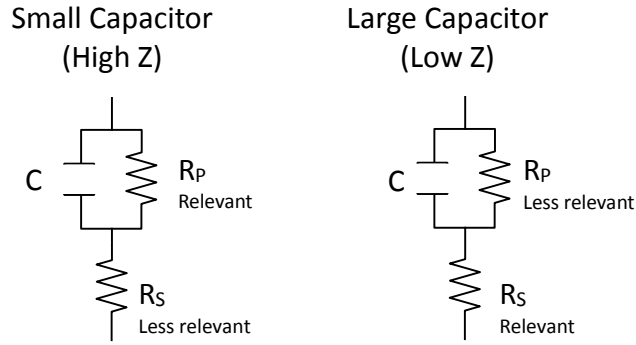 Small Capacitor
(High Z)
C
RP
Relevant
RS
Less relevant
Large Capacitor
(Low Z)
C
RP
Less relevant
RS
Relevant